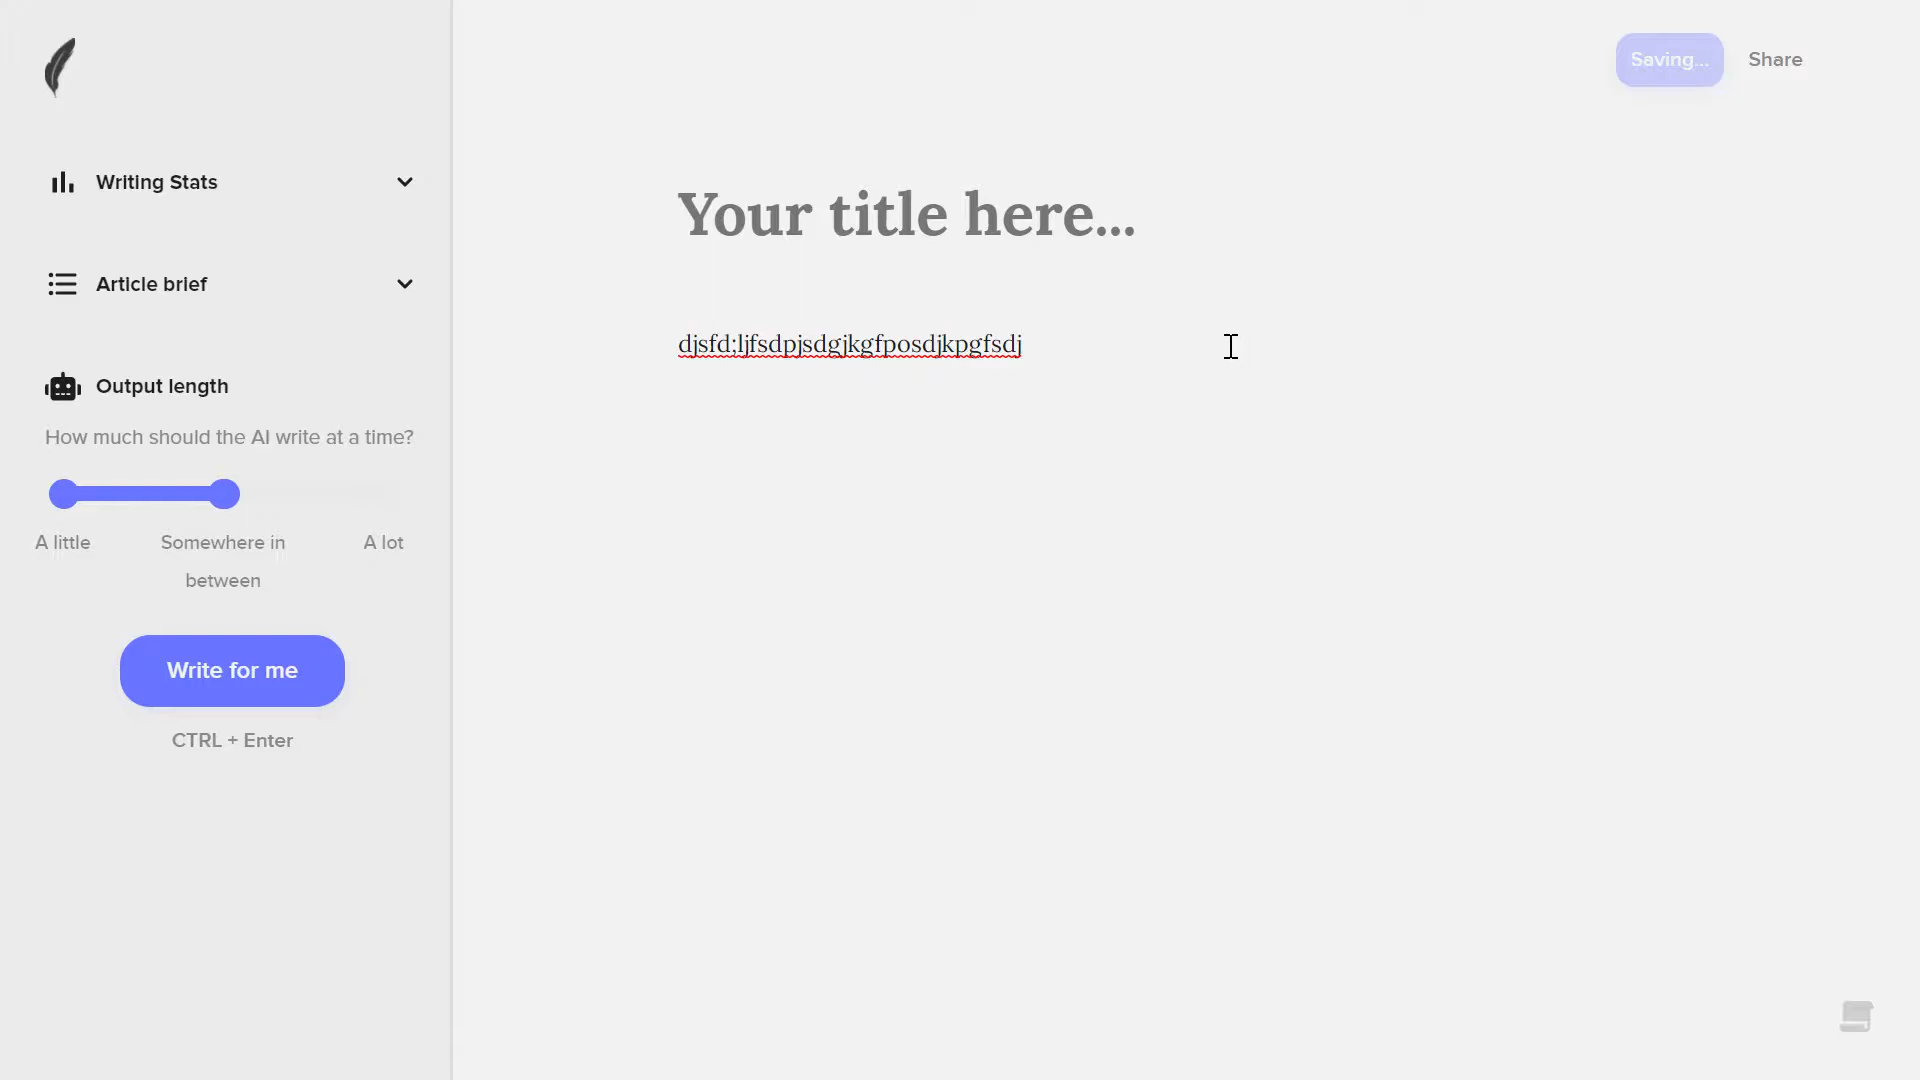 Saving...
Share
Writing Stats
Article brief
Output length
How much should the AI write at a time?
A little
Somewhere in
between
A lot
Write for me
CTRL + Enter
Your title here...
djsfd;ljfsdpjsdgjkgfposdjkpgfsdj